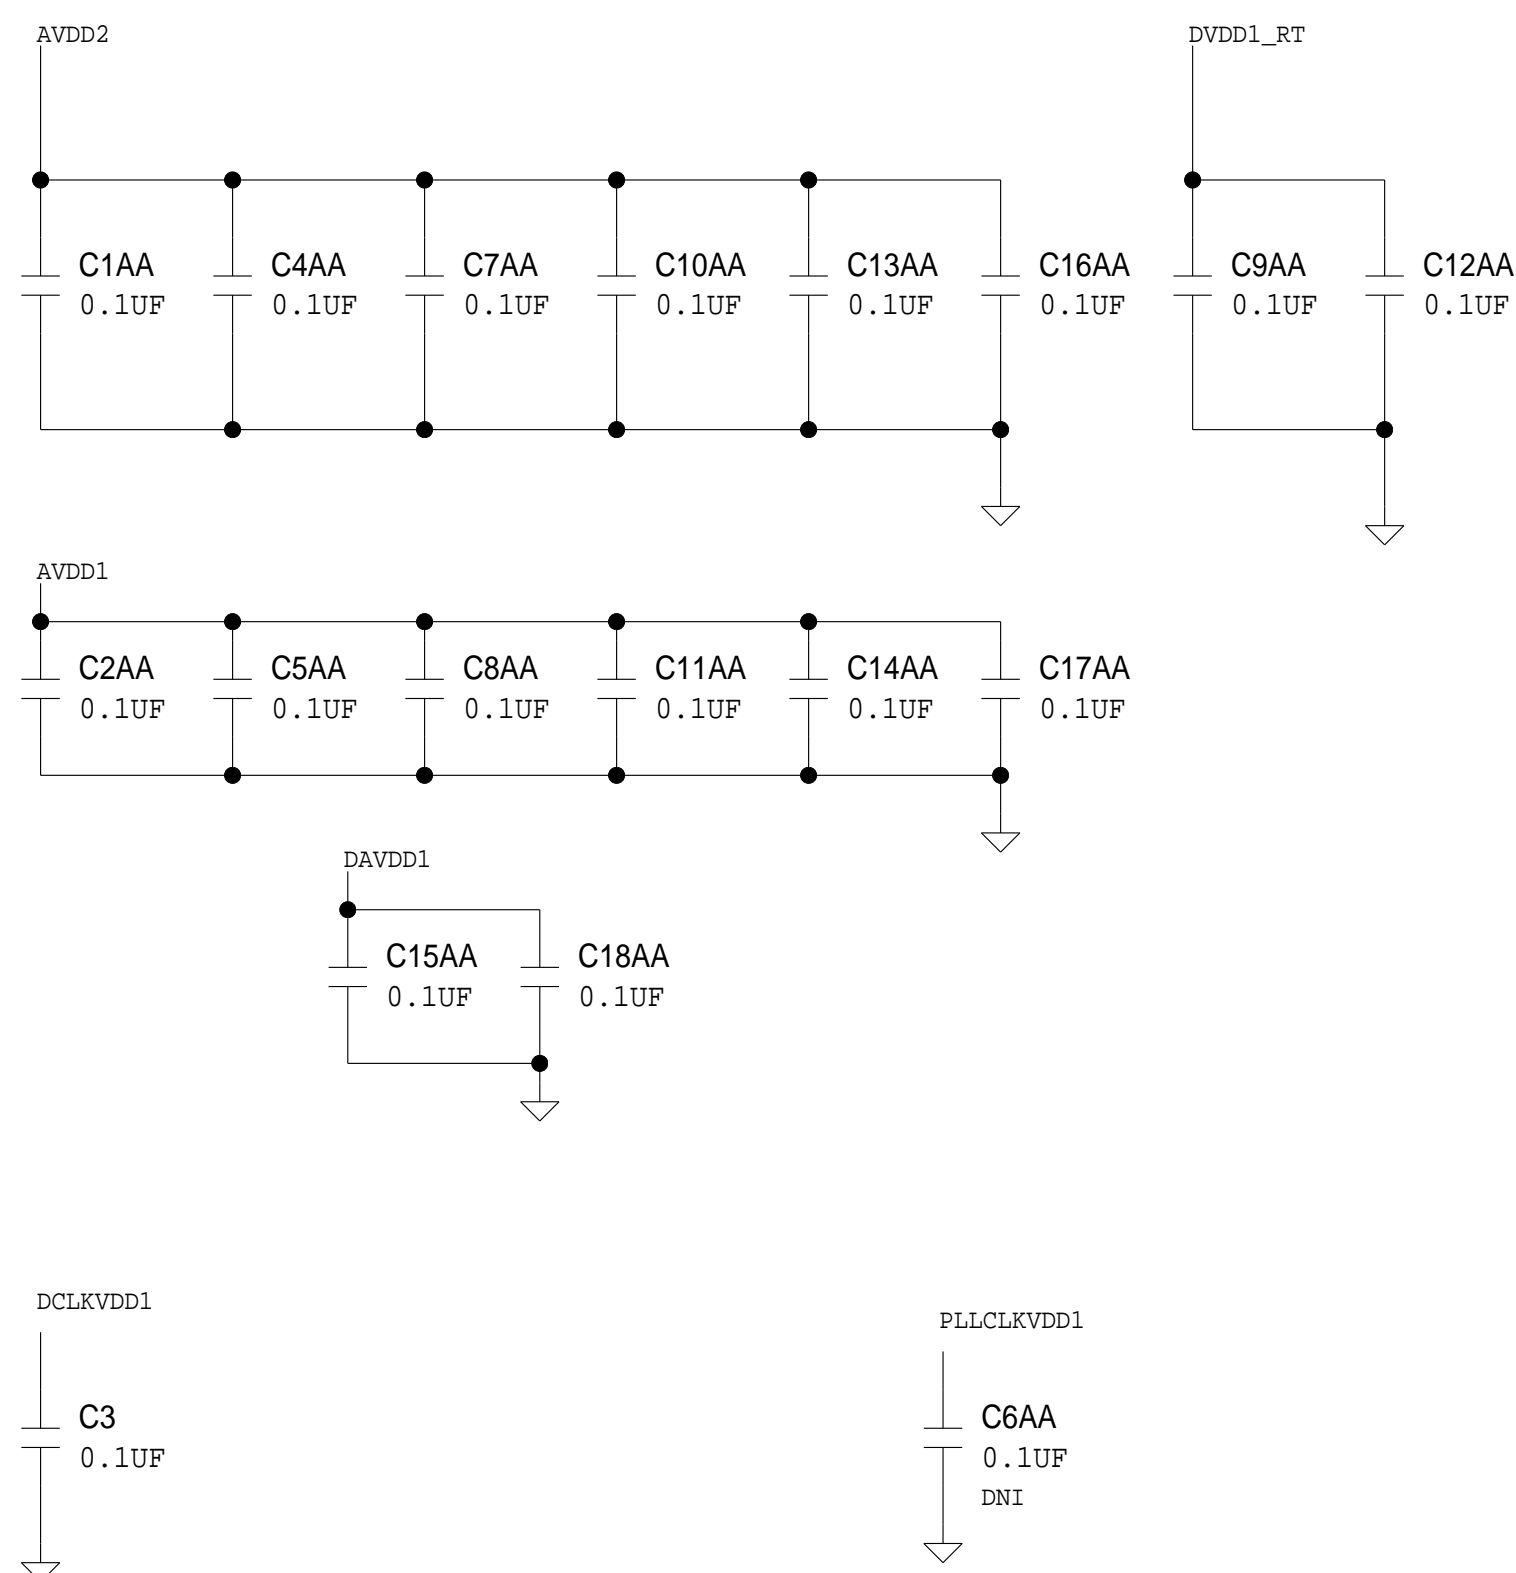 AVDD2
DVDD1_RT
C1AA
0.1UF
C4AA
0.1UF
C7AA
0.1UF
C10AA
0.1UF
C13AA
0.1UF
C16AA
0.1UF
C9AA
0.1UF
C12AA
0.1UF
AVDD1
C2AA
0.1UF
C5AA
0.1UF
C8AA
0.1UF
C11AA
0.1UF
C14AA
0.1UF
C17AA
0.1UF
DAVDD1
C15AA
0.1UF
C18AA
0.1UF
DCLKVDD1
C3
0.1UF
PLLCLKVDD1
C6AA
0.1UF
DNI